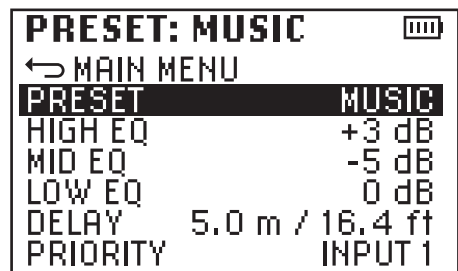 PRESET: MUSIC
MAIN MENU
PRESET MUSIC
HIGH EQ +3 dB
MID EQ -5 dB
LOW EQ 0 dB
DELAY 5.0 m / 16.4 ft
PRIORITY INPUT 1